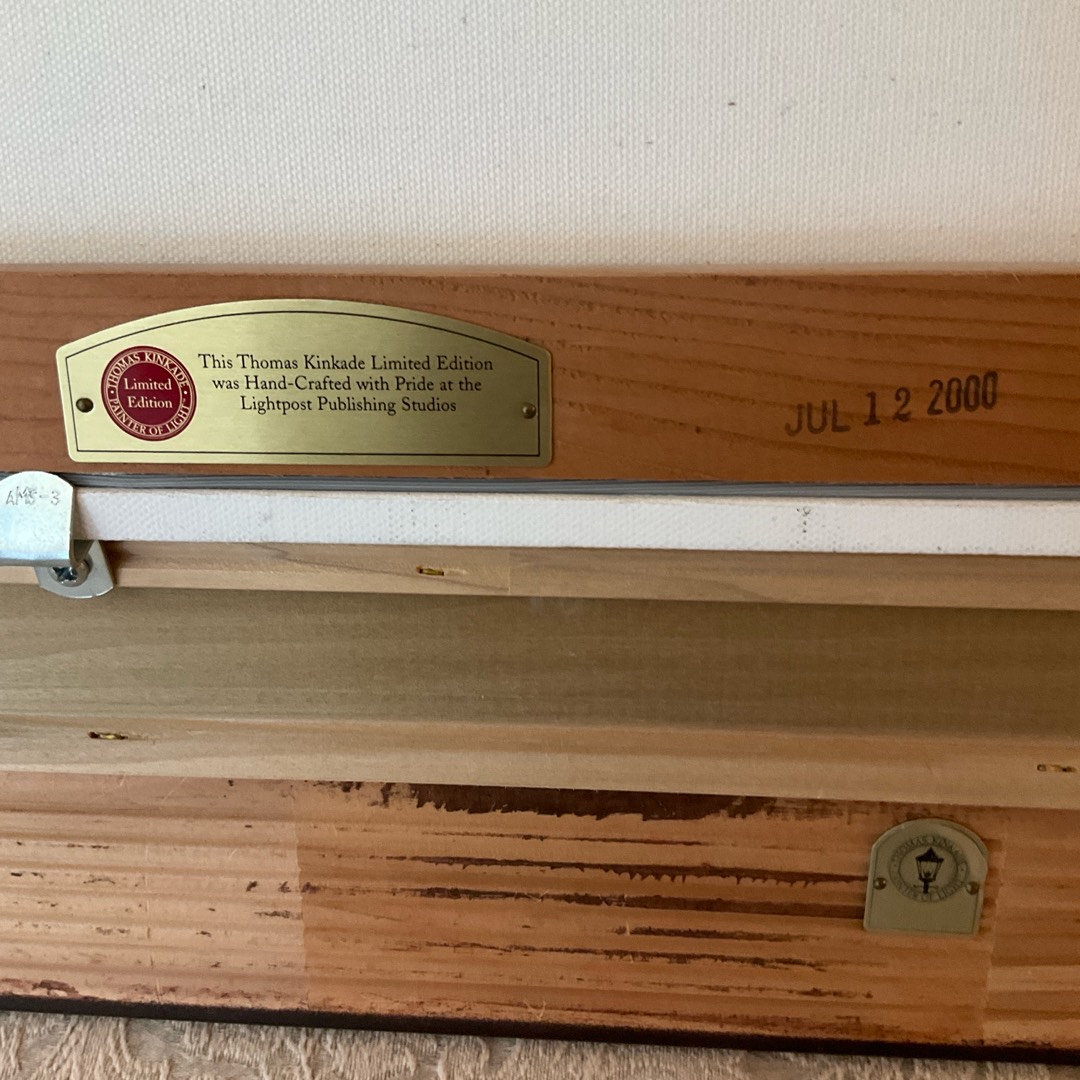 This Thomas Kinkade Limited Edition
was Hand-Crafted with Pride at the
Lightpost Publishing Studios
THOMAS KINKADE
Limited
Edition
PAINTER OF LIGHT™
JUL 12 2000
AMS-3
THOMAS KINKADE
PAINTER OF LIGHT